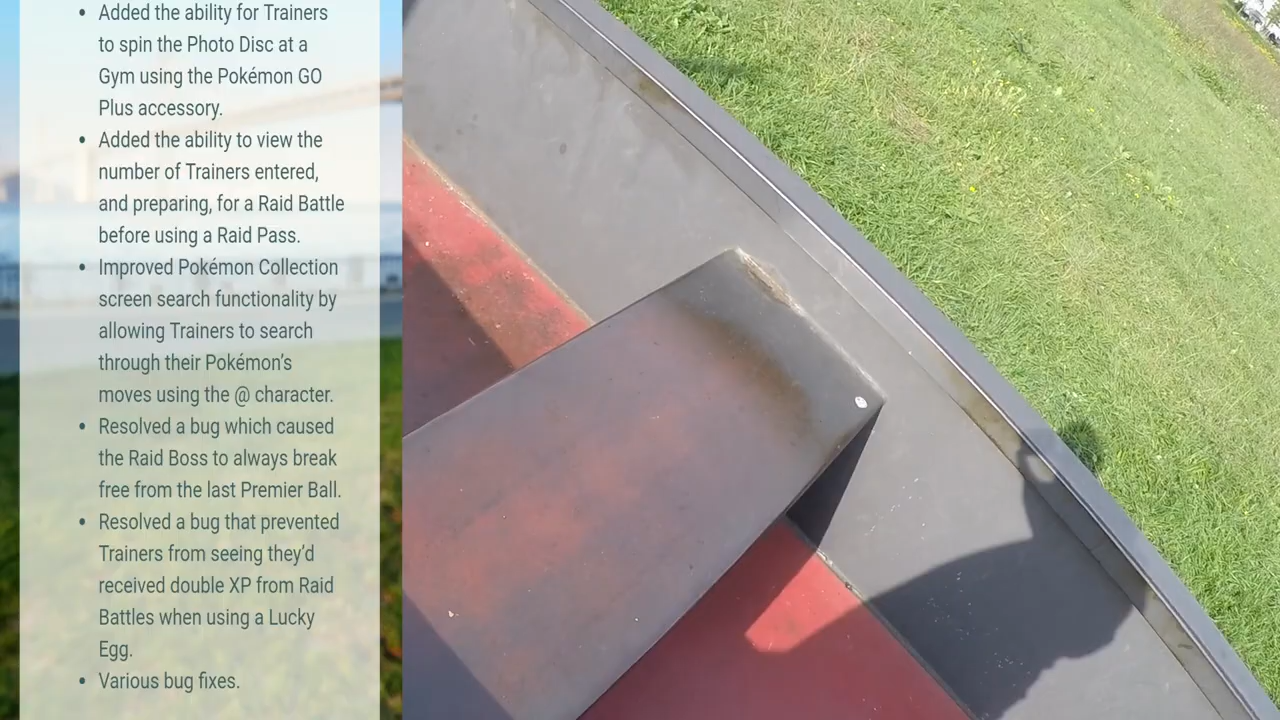 • Added the ability for Trainers
to spin the Photo Disc at a
Gym using the Pokémon GO
Plus accessory.
• Added the ability to view the
number of Trainers entered,
and preparing, for a Raid Battle
before using a Raid Pass.
• Improved Pokémon Collection
screen search functionality by
allowing Trainers to search
through their Pokémon’s
moves using the @ character.
• Resolved a bug which caused
the Raid Boss to always break
free from the last Premier Ball.
• Resolved a bug that prevented
Trainers from seeing they’d
received double XP from Raid
Battles when using a Lucky
Egg.
• Various bug fixes.